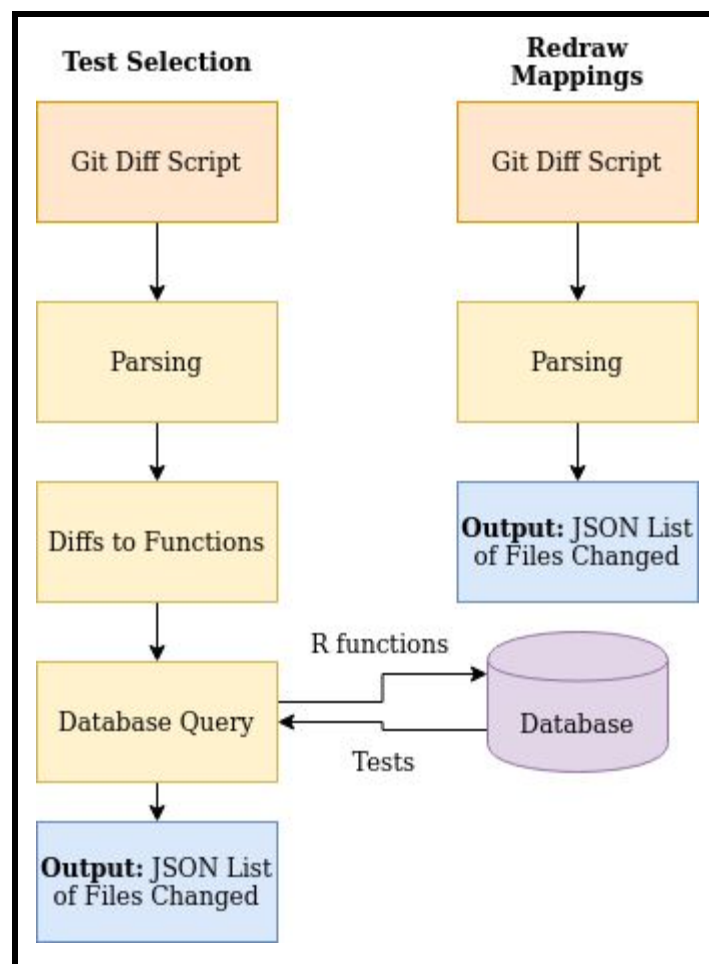 Test Selection
Git Diff Script
Parsing
Diffs to Functions
Database Query
Output: JSON List
of Files Changed
R functions
Tests
Database
Redraw
Mappings
Git Diff Script
Parsing
Output: JSON List
of Files Changed